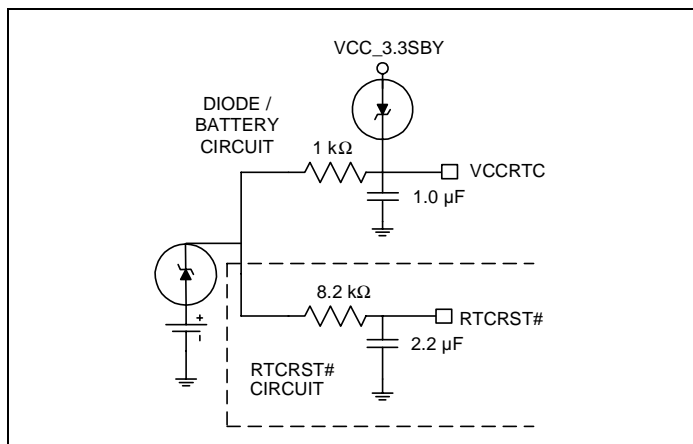 VCC_3.3SBY
DIODE /
BATTERY
CIRCUIT
1 kΩ
VCCRTC
1.0 µF
+
-
8.2 kΩ
RTCRST#
2.2 µF
RTCRST#
CIRCUIT